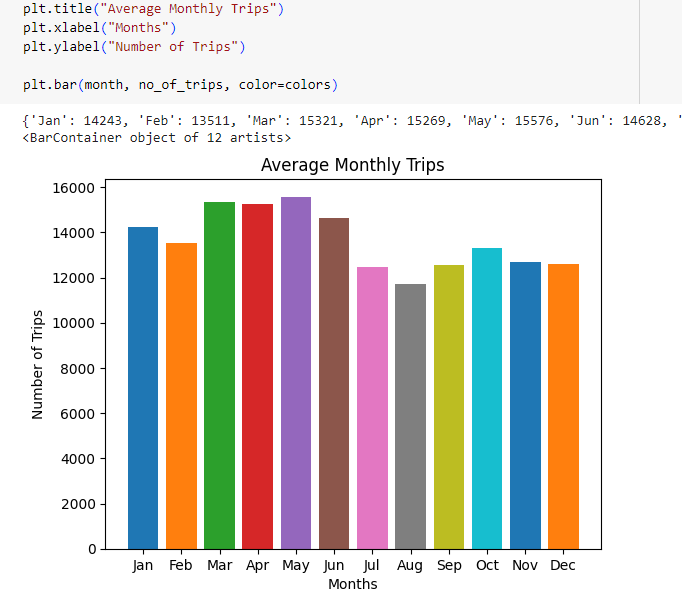 plt.title("Average Monthly Trips")
plt.xlabel("Months")
plt.ylabel("Number of Trips")
plt.bar(month, no_of_trips, color=colors)
{'Jan': 14243, 'Feb': 13511, 'Mar': 15321, 'Apr': 15269, 'May': 15576, 'Jun': 14628, '
<BarContainer object of 12 artists>
Average Monthly Trips
16000
14000
12000
10000
8000
6000
4000
2000
0
Number of Trips
Jan Feb Mar Apr May Jun Jul Aug Sep Oct Nov Dec
Months